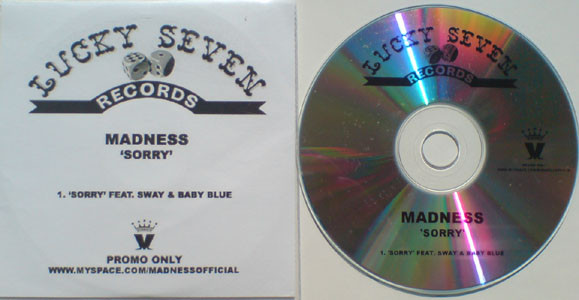 LUCKY SEVEN
RECORDS
MADNESS
'SORRY'
1. 'SORRY' FEAT. SWAY & BABY BLUE
PROMO ONLY
WWW.MYSPACE.COM/MADNESSOFFICIAL
LUCKY SEVEN
RECORDS
MADNESS
'SORRY'
1. 'SORRY' FEAT. SWAY & BABY BLUE